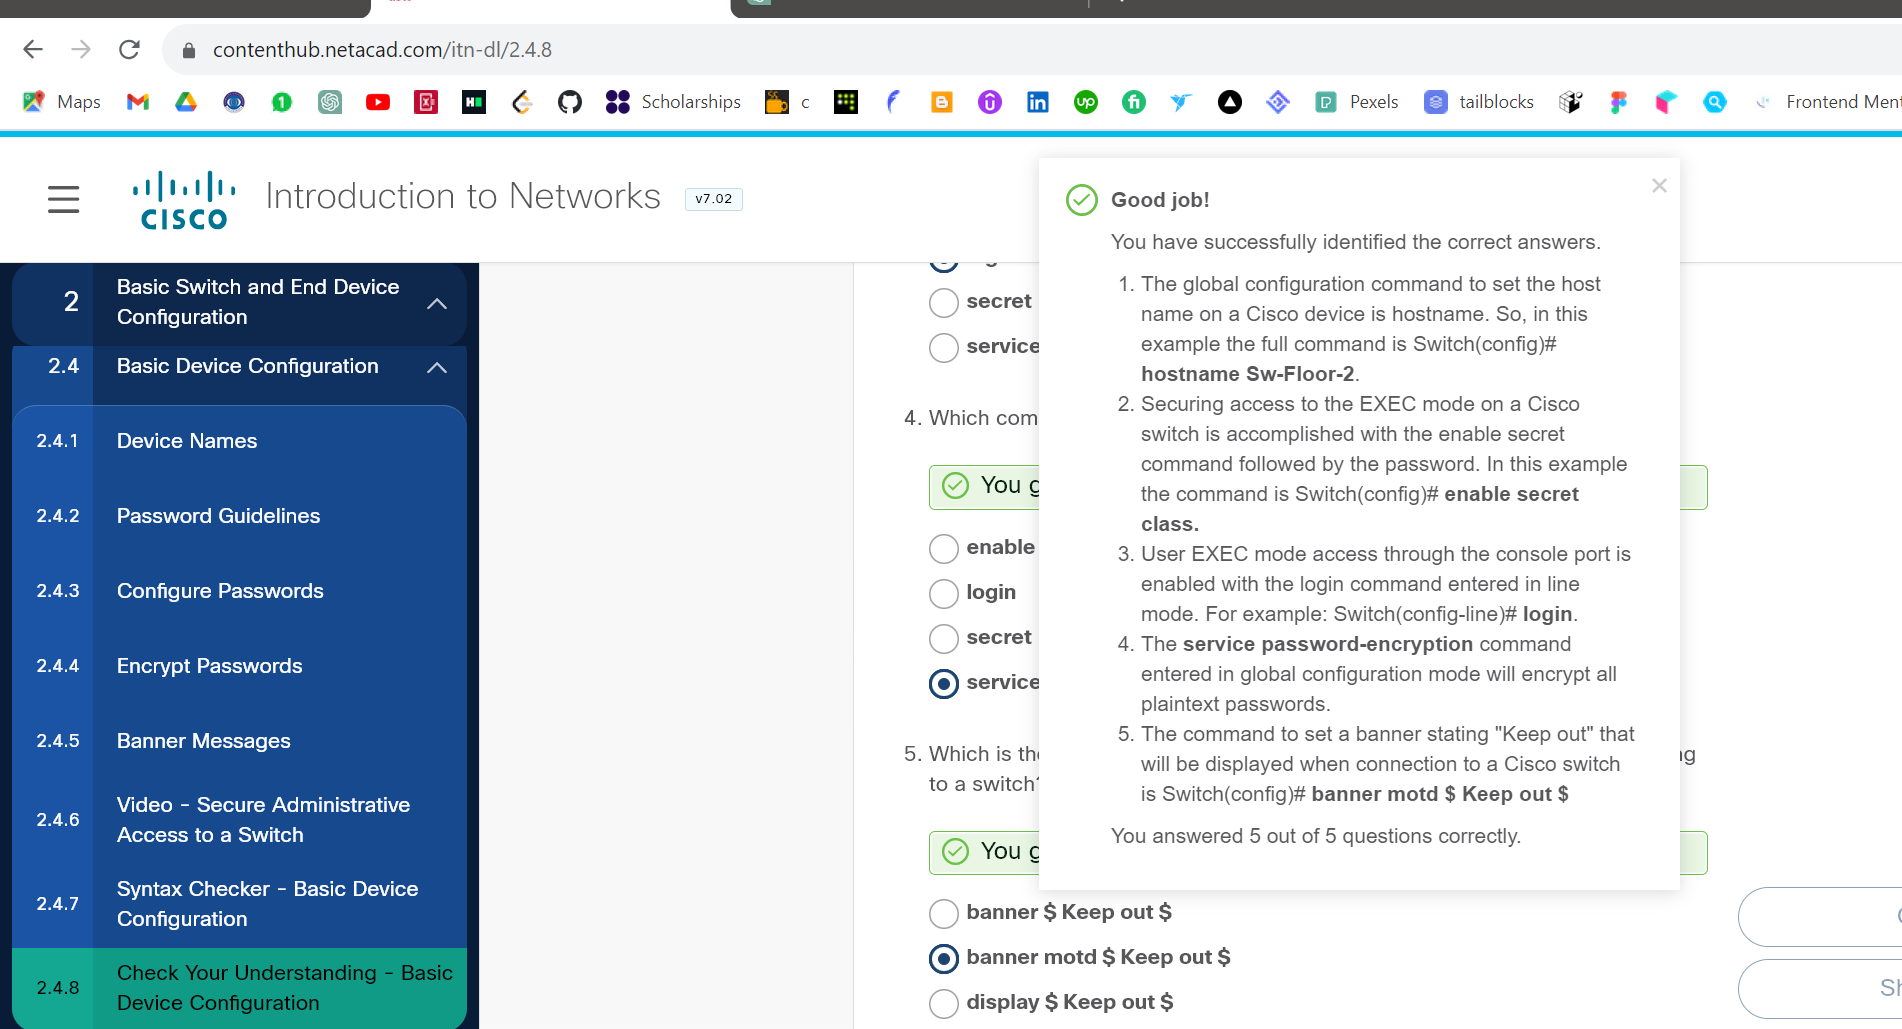 contenthub.netacad.com/itn-dl/2.4.8
Maps
Scholarships
c
Pexels
tailblocks
Frontend Ment
CISCO
Introduction to Networks
v7.02
2
Basic Switch and End Device
Configuration
2.4
Basic Device Configuration
2.4.1
Device Names
2.4.2
Password Guidelines
2.4.3
Configure Passwords
2.4.4
Encrypt Passwords
2.4.5
Banner Messages
2.4.6
Video - Secure Administrative
Access to a Switch
2.4.7
Syntax Checker - Basic Device
Configuration
2.4.8
Check Your Understanding - Basic
Device Configuration
secret
service
4. Which com
You g
enable
login
secret
service
5. Which is the
to a switch?
You g
banner $ Keep out $
banner motd $ Keep out $
display $ Keep out $
Good job!
You have successfully identified the correct answers.
1. The global configuration command to set the host
name on a Cisco device is hostname. So, in this
example the full command is Switch(config)#
hostname Sw-Floor-2.
2. Securing access to the EXEC mode on a Cisco
switch is accomplished with the enable secret
command followed by the password. In this example
the command is Switch(config)# enable secret
class.
3. User EXEC mode access through the console port is
enabled with the login command entered in line
mode. For example: Switch(config-line)# login.
4. The service password-encryption command
entered in global configuration mode will encrypt all
plaintext passwords.
5. The command to set a banner stating "Keep out" that
will be displayed when connection to a Cisco switch
is Switch(config)# banner motd $ Keep out $
You answered 5 out of 5 questions correctly.
Sh